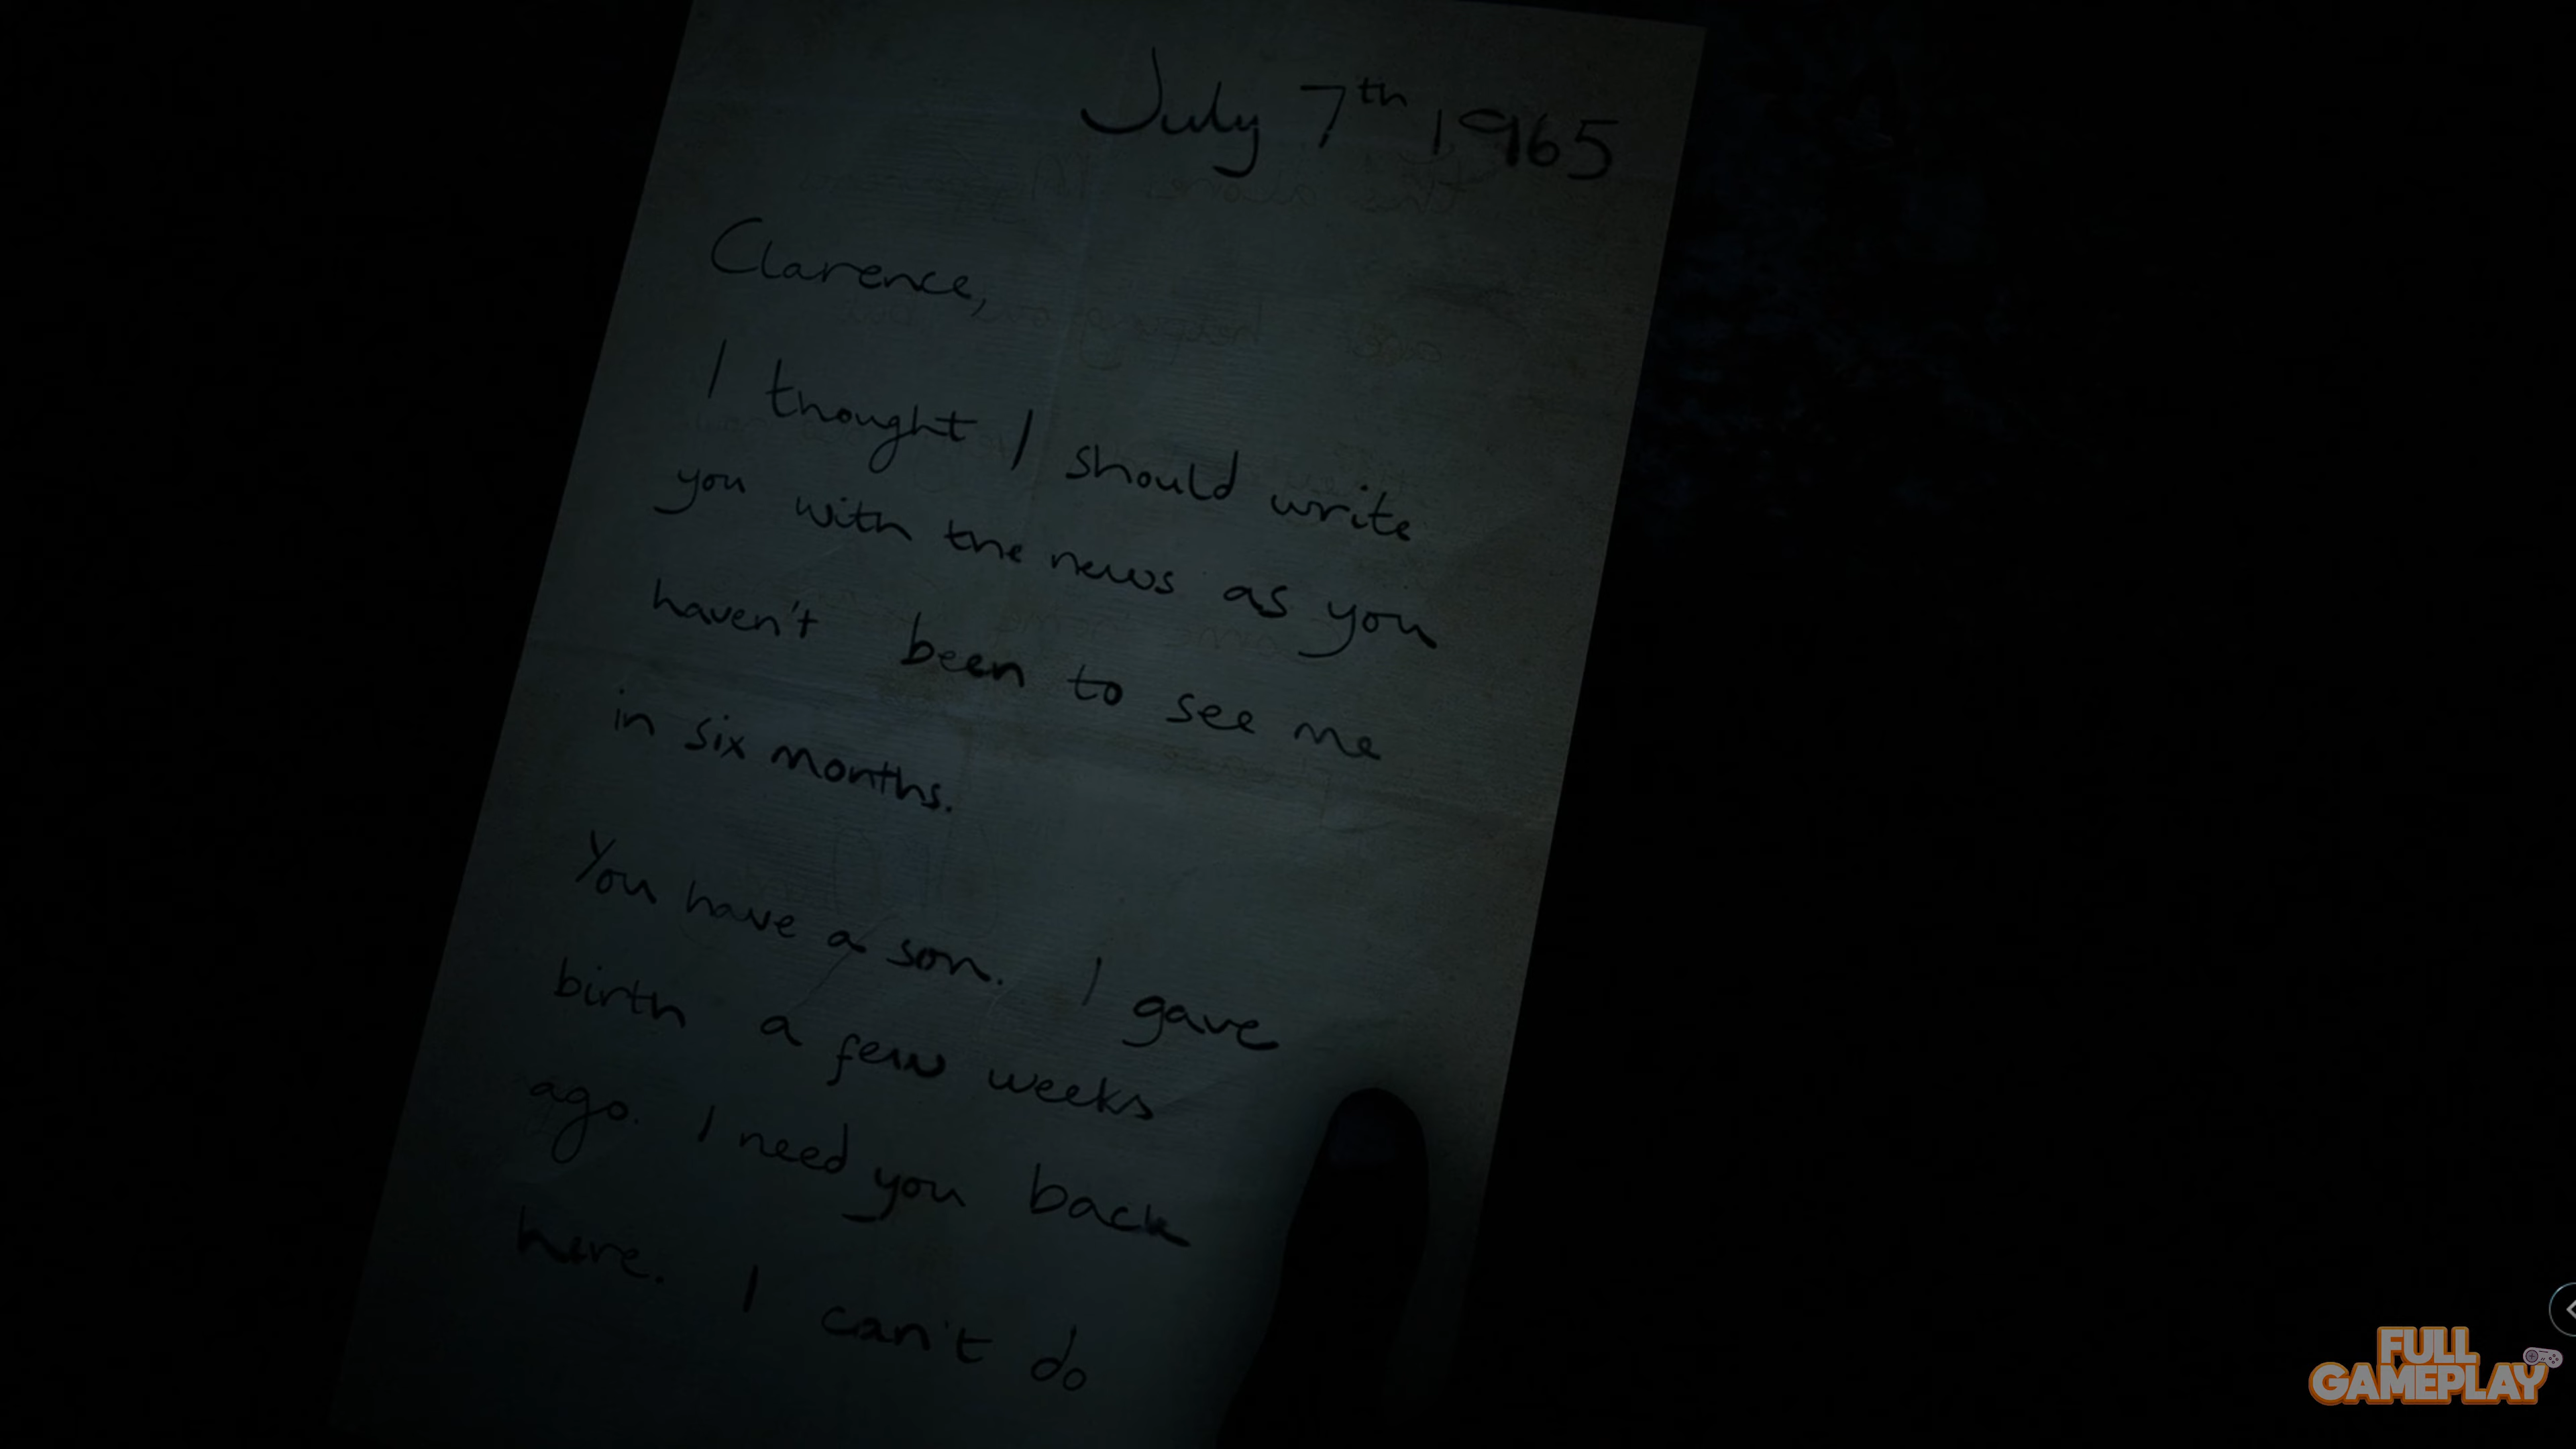 July 7th 1965
Clarence,
I thought I should write
you with the news as you
haven't been to see me
in six months.
You have a son. I gave
birth a few weeks
ago. I need you back
here. I can't do
FULL
GAMEPLAY